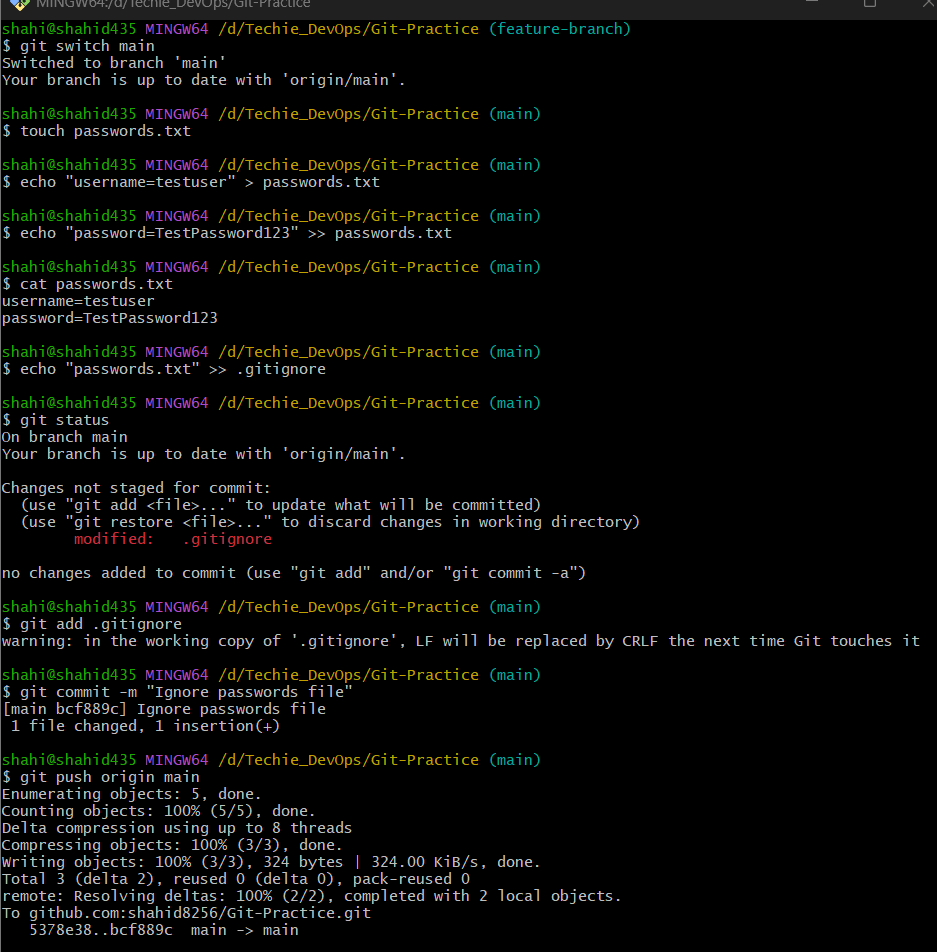 MINGW64:/d/Techie_DevOps/Git-Practice
shahi@shahid435 MINGW64 /d/Techie_DevOps/Git-Practice (feature-branch)
$ git switch main
Switched to branch 'main'
Your branch is up to date with 'origin/main'.
shahi@shahid435 MINGW64 /d/Techie_DevOps/Git-Practice (main)
$ touch passwords.txt
shahi@shahid435 MINGW64 /d/Techie_DevOps/Git-Practice (main)
$ echo "username=testuser" > passwords.txt
shahi@shahid435 MINGW64 /d/Techie_DevOps/Git-Practice (main)
$ echo "password=TestPassword123" >> passwords.txt
shahi@shahid435 MINGW64 /d/Techie_DevOps/Git-Practice (main)
$ cat passwords.txt
username=testuser
password=TestPassword123
shahi@shahid435 MINGW64 /d/Techie_DevOps/Git-Practice (main)
$ echo "passwords.txt" >> .gitignore
shahi@shahid435 MINGW64 /d/Techie_DevOps/Git-Practice (main)
$ git status
On branch main
Your branch is up to date with 'origin/main'.
Changes not staged for commit:
  (use "git add <file>..." to update what will be committed)
  (use "git restore <file>..." to discard changes in working directory)
        modified:   .gitignore
no changes added to commit (use "git add" and/or "git commit -a")
shahi@shahid435 MINGW64 /d/Techie_DevOps/Git-Practice (main)
$ git add .gitignore
warning: in the working copy of '.gitignore', LF will be replaced by CRLF the next time Git touches it
shahi@shahid435 MINGW64 /d/Techie_DevOps/Git-Practice (main)
$ git commit -m "Ignore passwords file"
[main bcf889c] Ignore passwords file
 1 file changed, 1 insertion(+)
shahi@shahid435 MINGW64 /d/Techie_DevOps/Git-Practice (main)
$ git push origin main
Enumerating objects: 5, done.
Counting objects: 100% (5/5), done.
Delta compression using up to 8 threads
Compressing objects: 100% (3/3), done.
Writing objects: 100% (3/3), 324 bytes | 324.00 KiB/s, done.
Total 3 (delta 2), reused 0 (delta 0), pack-reused 0
remote: Resolving deltas: 100% (2/2), completed with 2 local objects.
To github.com:shahid8256/Git-Practice.git
   5378e38..bcf889c  main -> main